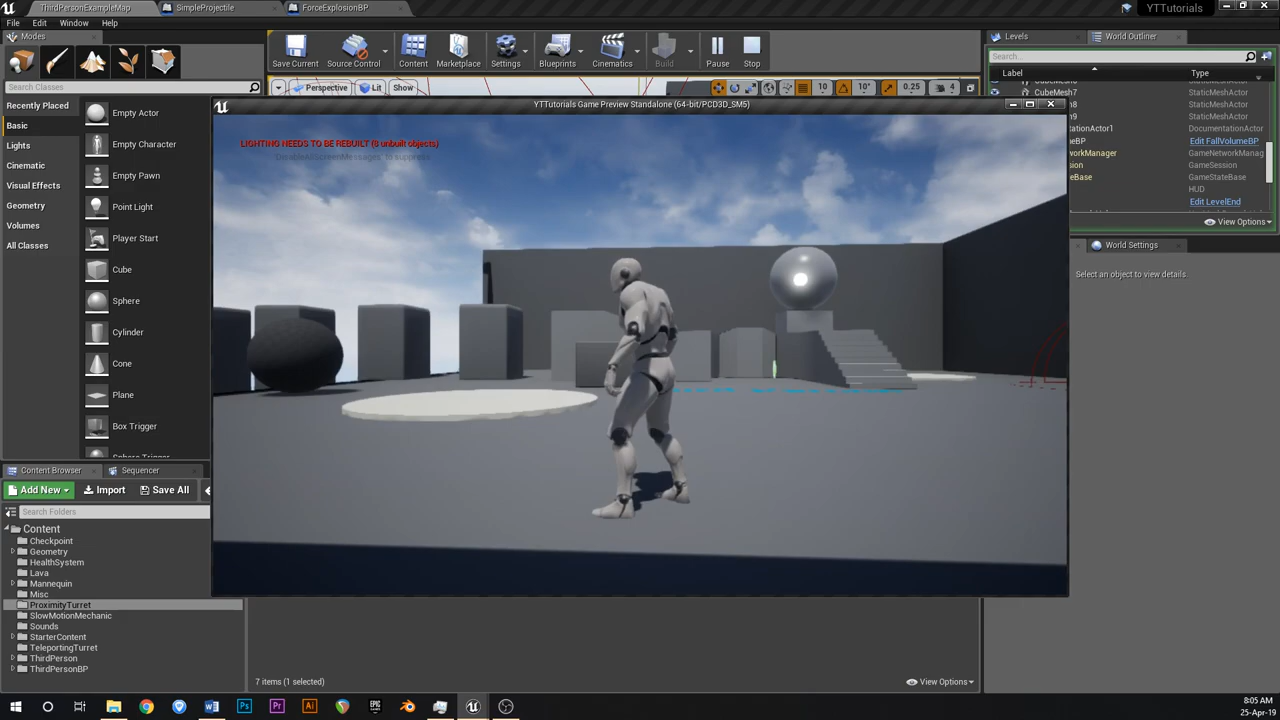 ThirdPersonExampleMap
SimpleProjectile
ForceExplosionBP
YTTutorials
File
Edit
Window
Help
Modes
Levels
World Outliner
Save Current
Source Control
Content
Marketplace
Settings
Blueprints
Cinematics
Build
Pause
Stop
Search...
Label
Type
Search Classes
Perspective
Lit
Show
10
10°
0.25
4
StaticMeshActor
CubeMesh7
StaticMeshActor
StaticMeshActor
StaticMeshActor
DocumentationActor
Edit FallVolumeBP
GameNetworkManag
GameSession
GameStateBase
HUD
Edit LevelEnd
View Options
YTTutorials Game Preview Standalone (64-bit/PCD3D_SM5)
LIGHTING NEEDS TO BE REBUILT (8 unbuilt objects)
'DisableAllScreenMessages' to suppress
World Settings
Select an object to view details.
Recently Placed
Basic
Lights
Cinematic
Visual Effects
Geometry
Volumes
All Classes
Empty Actor
Empty Character
Empty Pawn
Point Light
Player Start
Cube
Sphere
Cylinder
Cone
Plane
Box Trigger
Sphere Trigger
Content Browser
Sequencer
Add New
Import
Save All
Search Folders
Content
Checkpoint
Geometry
HealthSystem
Lava
Mannequin
Misc
ProximityTurret
SlowMotionMechanic
Sounds
StarterContent
TeleportingTurret
ThirdPerson
ThirdPersonBP
7 items (1 selected)
View Options
8:05 AM
25-Apr-19